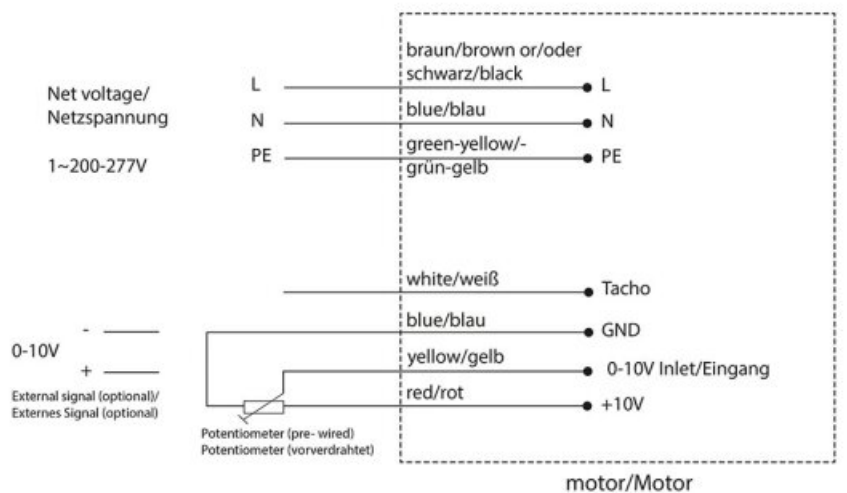 braun/brown or/oder
schwarz/black
L
L
Net voltage/
Netzspannung
1~200-277V
blue/blau
N
N
green-yellow/-
grün-gelb
PE
PE
white/weiß
Tacho
blue/blau
GND
-
0-10V
+
yellow/gelb
0-10V Inlet/Eingang
red/rot
+10V
External signal (optional)/
Externes Signal (optional)
Potentiometer (pre- wired)
Potentiometer (vorverdrahtet)
motor/Motor